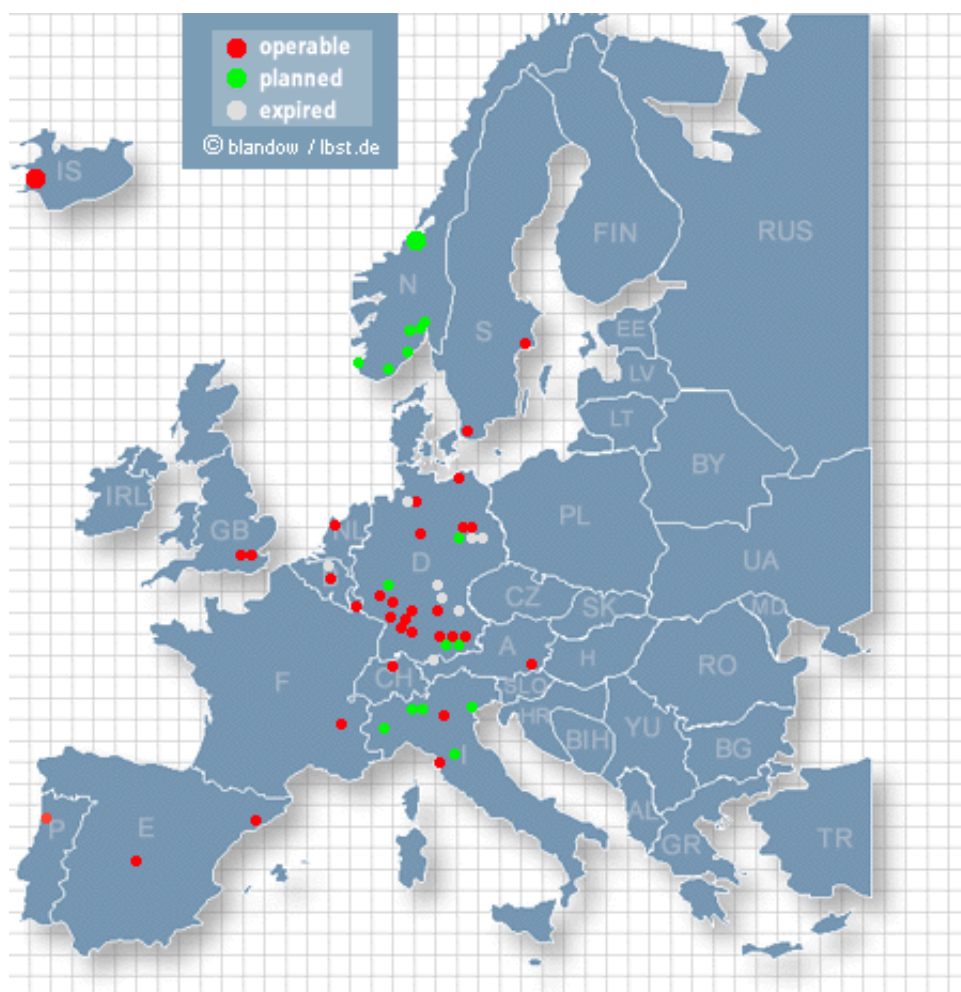 operable
planned
expired
© blandow / lbst.de
IS
RUS
FIN
N
S
EE
LV
LT
IRL
GB
NL
BY
PL
D
UA
CZ
SK
MD
A
H
F
CH
RO
SLO
HR
YU
BIH
BG
I
P
E
AL
GR
TR